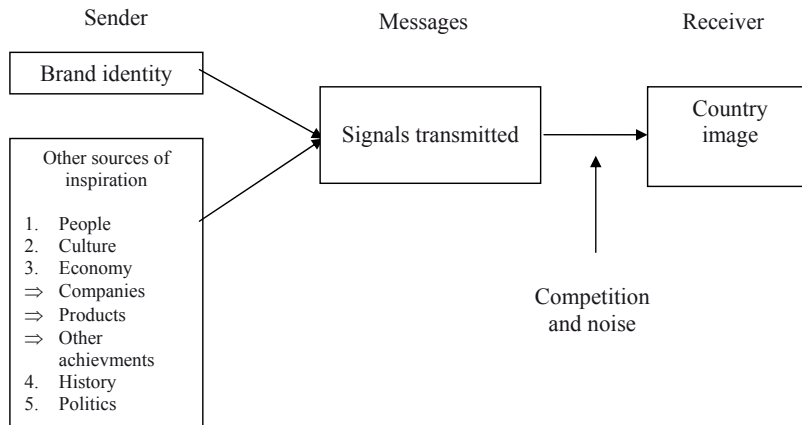 Sender
Messages
Receiver
Brand identity
Signals transmitted
Country
image
Other sources of
inspiration
1. People
2. Culture
3. Economy
⇒ Companies
⇒ Products
⇒ Other
achievments
4. History
5. Politics
Competition
and noise